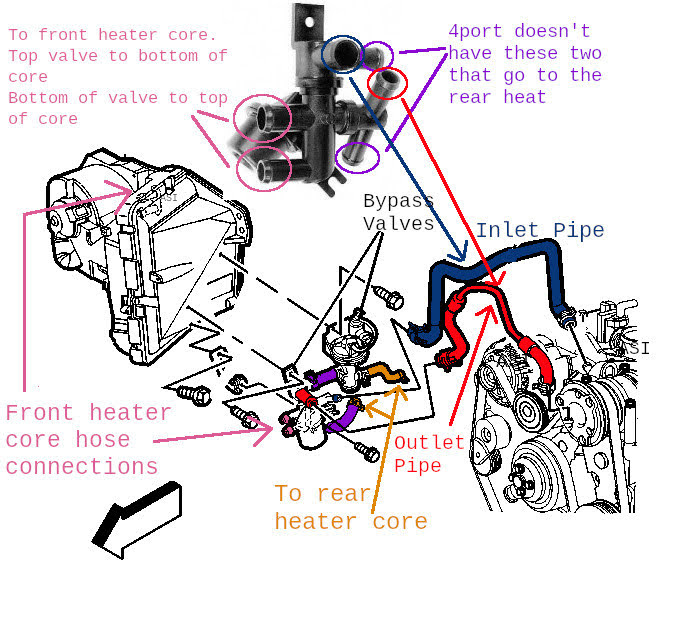 To front heater core.
Top valve to bottom of
core
Bottom of valve to top
of core
4port doesn't
have these two
that go to the
rear heat
Bypass
Valves
Inlet Pipe
Front heater
core hose
connections
Outlet
Pipe
To rear
heater core